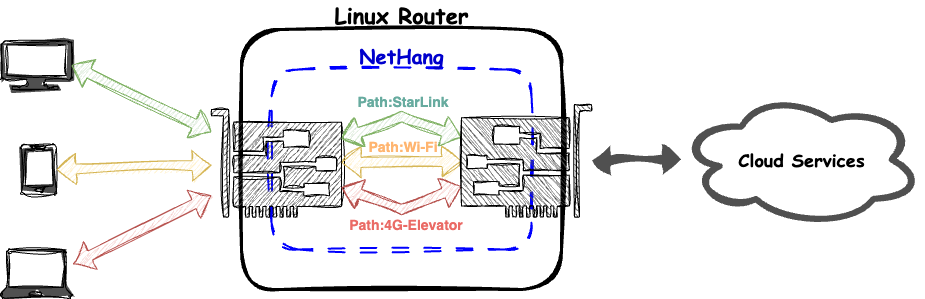 Linux Router
NetHang
Path:StarLink
Path:Wi-Fi
Path:4G-Elevator
Cloud Services